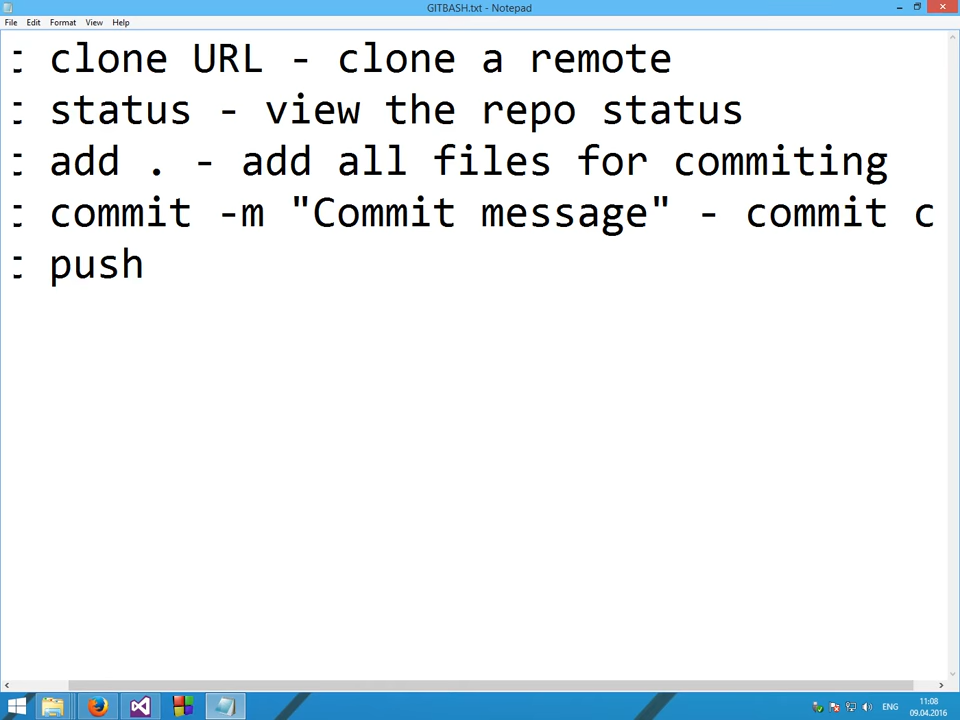 GITBASH.txt - Notepad
File Edit Format View Help
clone URL - clone a remote
status - view the repo status
add . - add all files for commiting
commit -m "Commit message" - commit c
push
ENG
11:08
09.04.2016